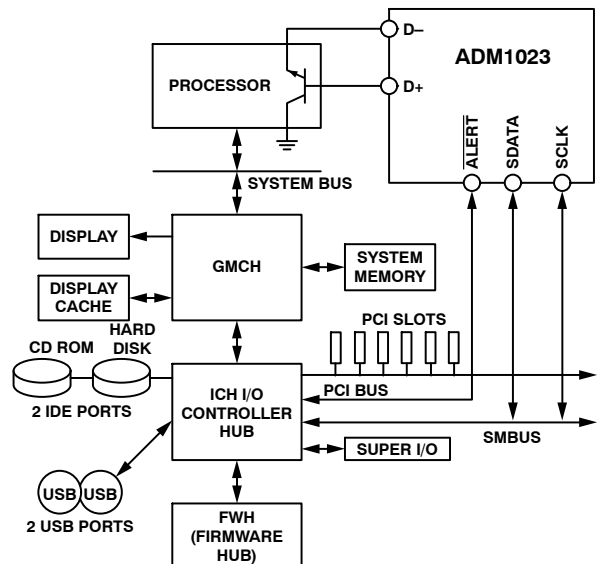 D–
ADM1023
PROCESSOR
D+
ALERT
SDATA
SCLK
SYSTEM BUS
DISPLAY
GMCH
SYSTEM
MEMORY
DISPLAY
CACHE
HARD
DISK
CD ROM
PCI SLOTS
2 IDE PORTS
ICH I/O
CONTROLLER
HUB
PCI BUS
SMBUS
SUPER I/O
USB
USB
2 USB PORTS
FWH
(FIRMWARE
HUB)